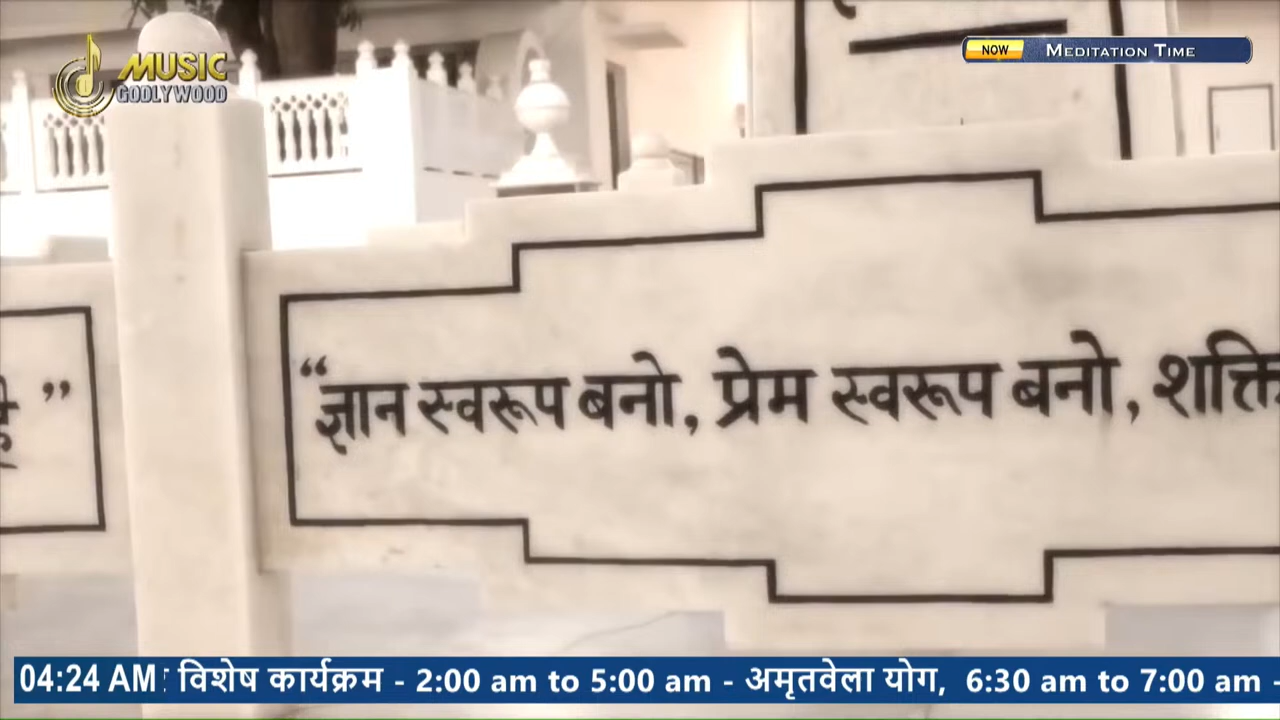 MUSIC
GODLYWOOD
NOW MEDITATION TIME
”
“ज्ञान स्वरूप बनो, प्रेम स्वरूप बनो,
04:24 AM विशेष कार्यक्रम - 2:00 am to 5:00 am - अमृतवेला योग, 6:30 am to 7:00 am -